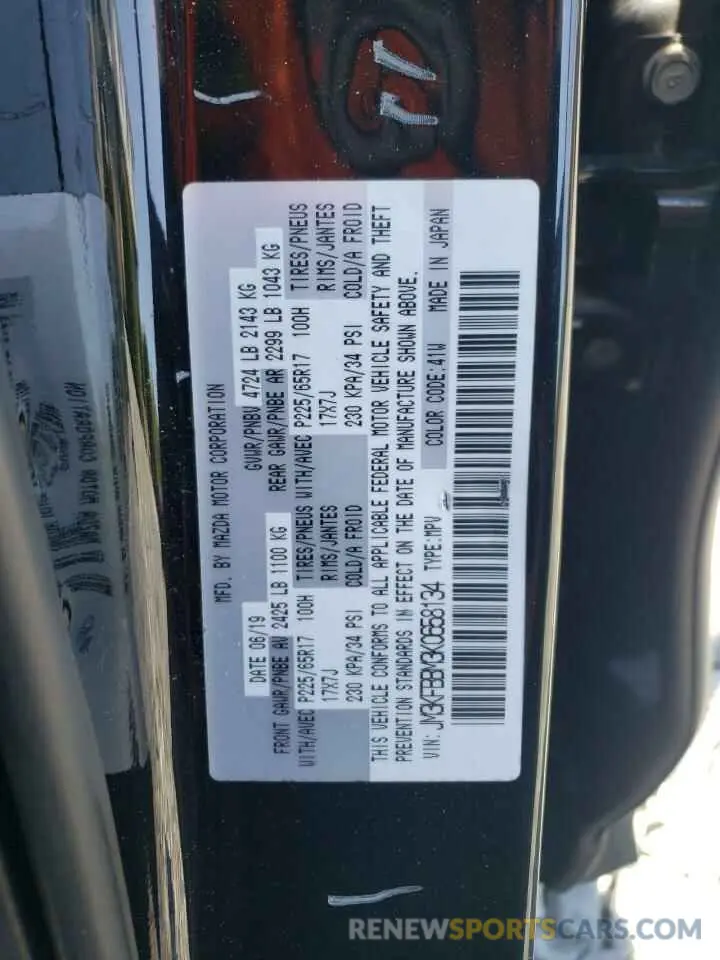 MFD. BY MAZDA MOTOR CORPORATION
DATE 06/19 GVWR/PNBV 4724 LB 2143 KG
FRONT GAWR/PNBE AV 2425 LB 1100 KG REAR GAWR/PNBE AR 2299 LB 1043 KG
WITH/AVEC P225/65R17 100H TIRES/PNEUS WITH/AVEC P225/65R17 100H TIRES/PNEUS
17X7J RIMS/JANTES 17X7J RIMS/JANTES
230 KPA/34 PSI COLD/A FROID 230 KPA/34 PSI COLD/A FROID
THIS VEHICLE CONFORMS TO ALL APPLICABLE FEDERAL MOTOR VEHICLE SAFETY AND THEFT
PREVENTION STANDARDS IN EFFECT ON THE DATE OF MANUFACTURE SHOWN ABOVE.
VIN: JM3KFBBM3K0658134 TYPE:MPV COLOR CODE:41W MADE IN JAPAN
RENEWSPORTSCARS.COM